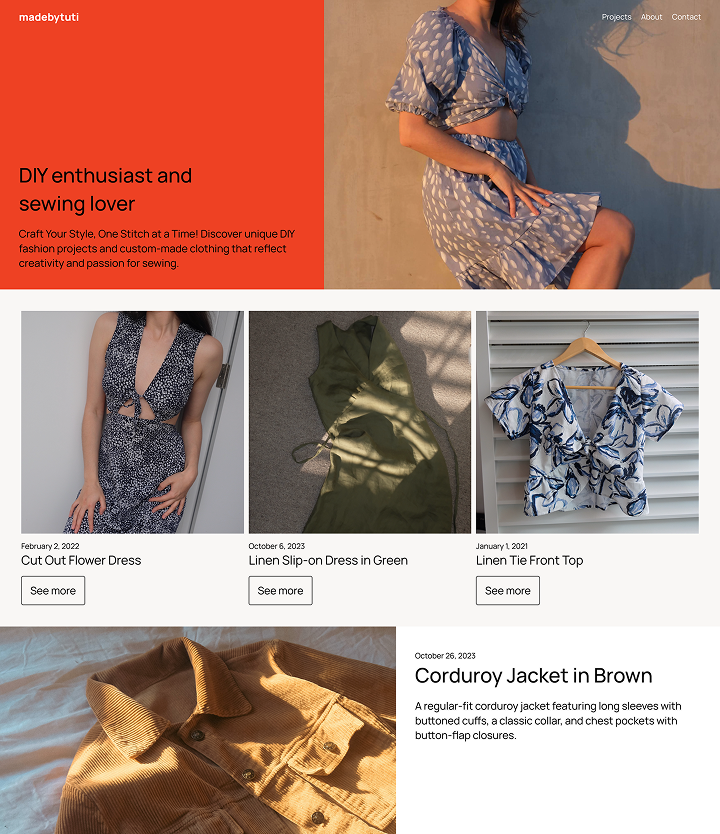 madebytuti
Projects About Contact
DIY enthusiast and
sewing lover
Craft Your Style, One Stitch at a Time! Discover unique DIY
fashion projects and custom-made clothing that reflect
creativity and passion for sewing.
February 2, 2022
Cut Out Flower Dress
See more
October 6, 2023
Linen Slip-on Dress in Green
See more
January 1, 2021
Linen Tie Front Top
See more
October 26, 2023
Corduroy Jacket in Brown
A regular-fit corduroy jacket featuring long sleeves with
buttoned cuffs, a classic collar, and chest pockets with
button-flap closures.